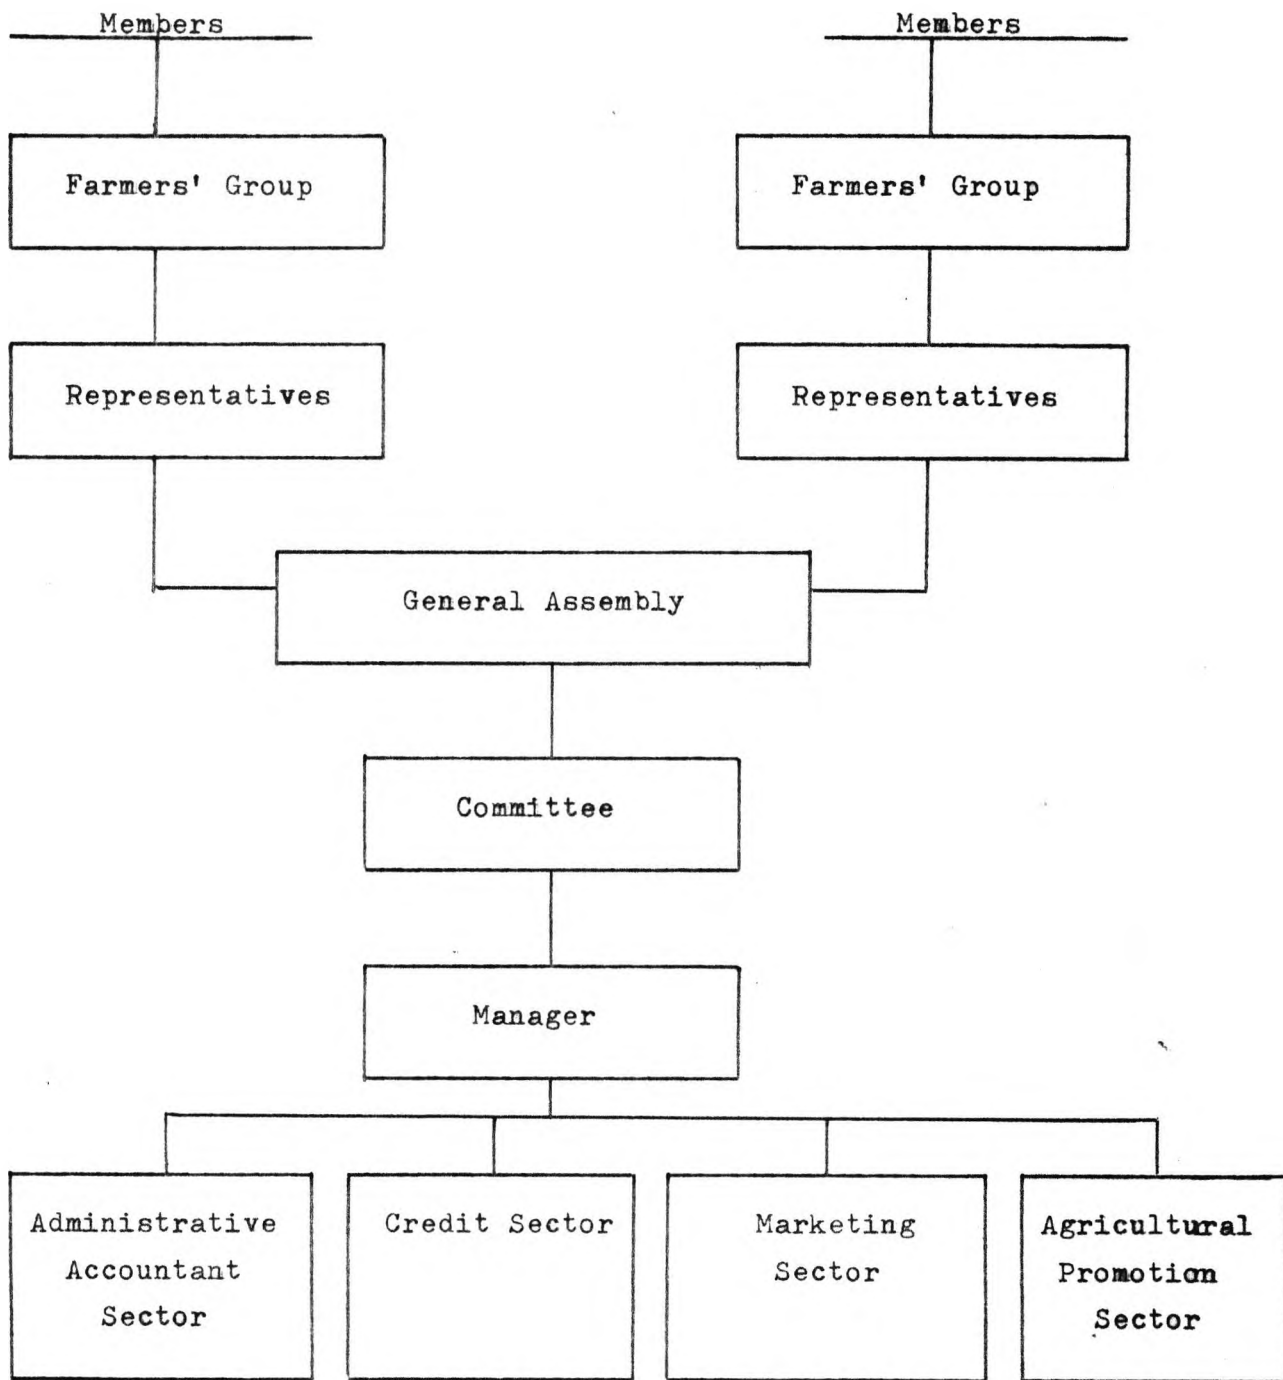 Members
Members
Farmers' Group
Farmers' Group
Representatives
Representatives
General Assembly
Committee
Manager
Administrative
Accountant
Sector
Credit Sector
Marketing
Sector
Agricultural
Promotion
Sector